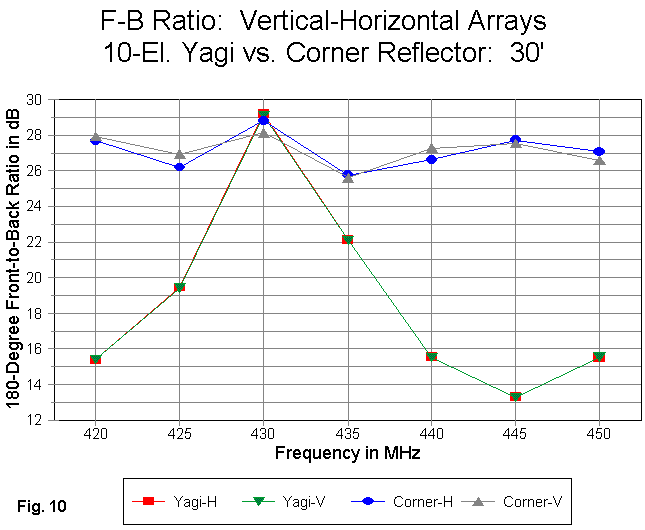 F-B Ratio: Vertical-Horizontal Arrays
10-El. Yagi vs. Corner Reflector: 30'
180-Degree Front-to-Back Ratio in dB
30
28
26
24
22
20
18
16
14
12
420 425 430 435 440 445 450
Frequency in MHz
Fig. 10
Yagi-H Yagi-V Corner-H Corner-V